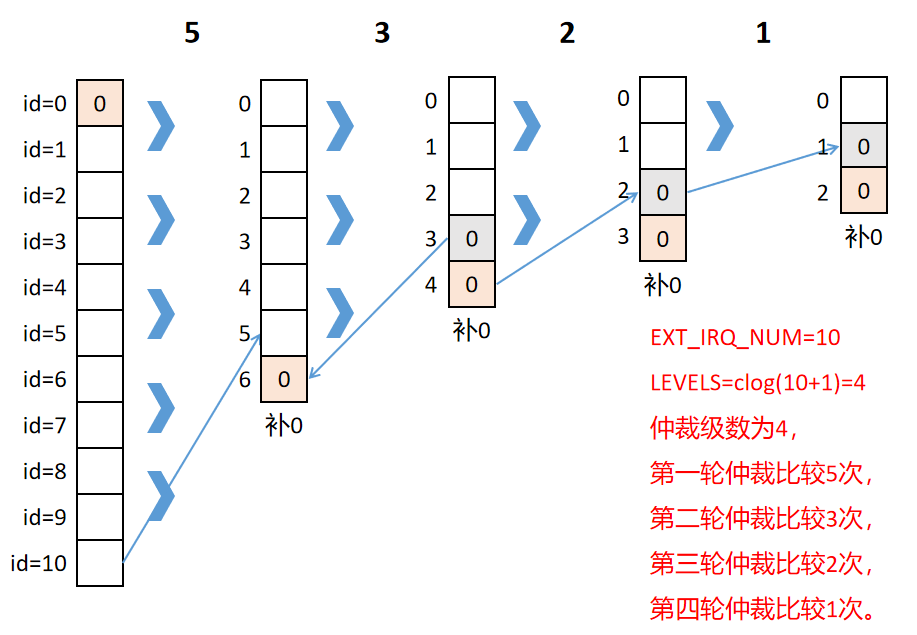 5 3 2 1
id=0 0
id=1
id=2
id=3
id=4
id=5
id=6
id=7
id=8
id=9
id=10
0
1
2
3
4
5
6 0
补0
0
1
2
3 0
4 0
补0
0
1
2 0
3 0
补0
0
1 0
2 0
补0
EXT_IRQ_NUM=10
LEVELS=clog(10+1)=4
仲裁级数为4，
第一轮仲裁比较5次，
第二轮仲裁比较3次，
第三轮仲裁比较2次，
第四轮仲裁比较1次。